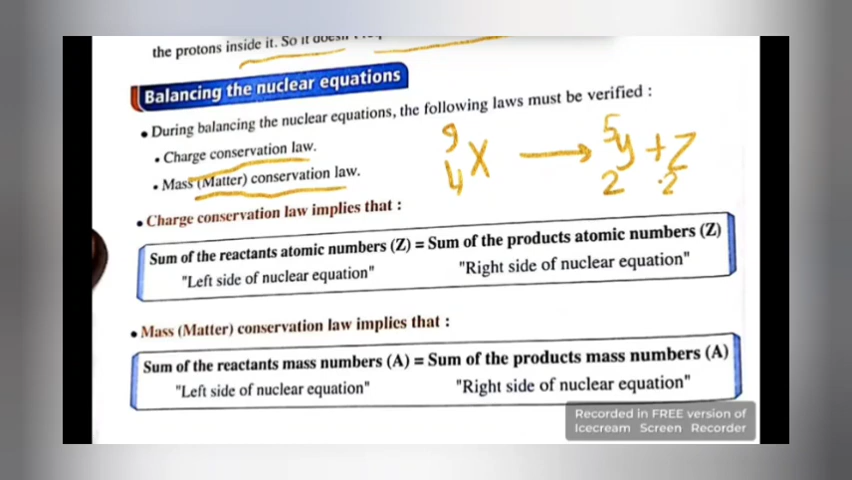 the protons inside it. So it doesn't
Balancing the nuclear equations
• During balancing the nuclear equations, the following laws must be verified :
• Charge conservation law.
• Mass (Matter) conservation law.
9 4 X → 5 2 y + Z 2
• Charge conservation law implies that :
Sum of the reactants atomic numbers (Z) = Sum of the products atomic numbers (Z)
"Left side of nuclear equation" "Right side of nuclear equation"
• Mass (Matter) conservation law implies that :
Sum of the reactants mass numbers (A) = Sum of the products mass numbers (A)
"Left side of nuclear equation" "Right side of nuclear equation"
Recorded in FREE version of
Icecream Screen Recorder